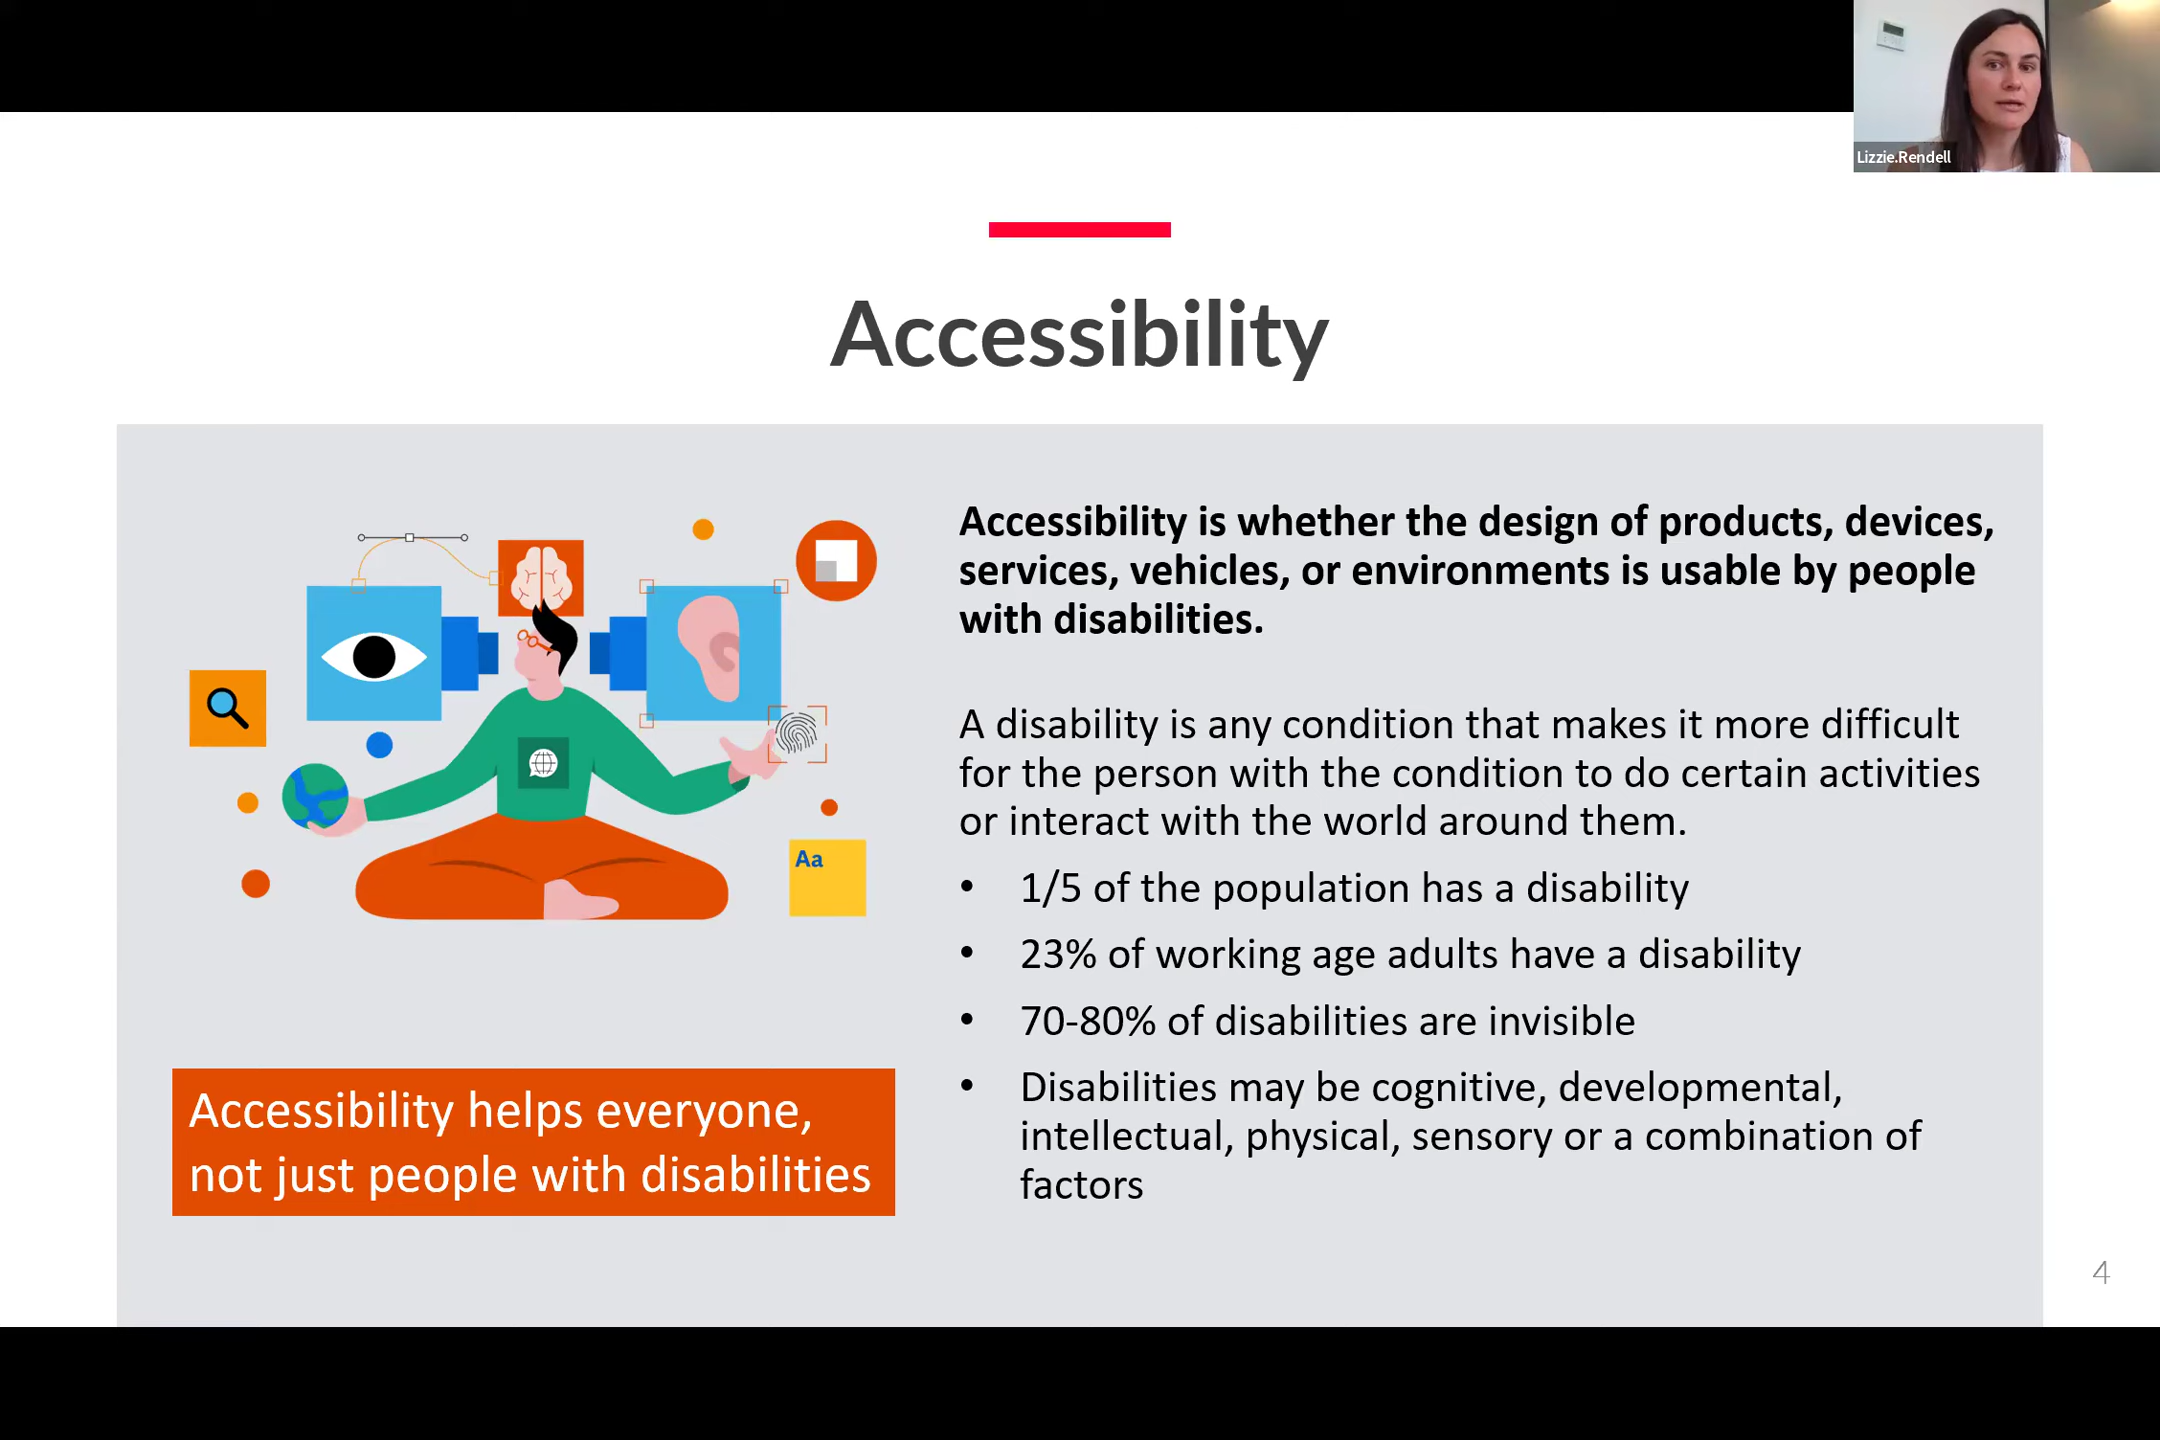 Lizzie.Rendell
Accessibility
Accessibility is whether the design of products, devices,
services, vehicles, or environments is usable by people
with disabilities.
A disability is any condition that makes it more difficult
for the person with the condition to do certain activities
or interact with the world around them.
• 1/5 of the population has a disability
• 23% of working age adults have a disability
• 70-80% of disabilities are invisible
• Disabilities may be cognitive, developmental,
intellectual, physical, sensory or a combination of
factors
Aa
Accessibility helps everyone,
not just people with disabilities
4